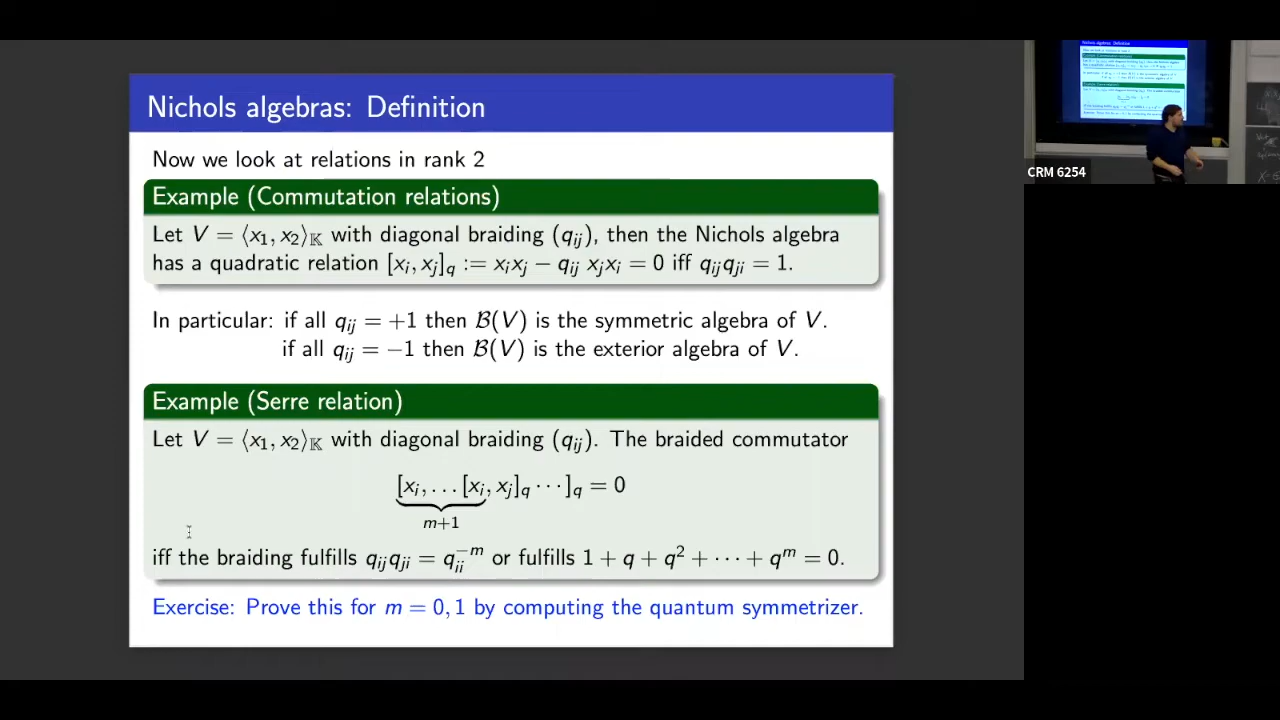 Nichols algebras: Definition
Now we look at relations in rank 2
Example (Commutation relations)
Let V = ⟨x₁, x₂⟩_𝕂 with diagonal braiding (q_ij), then the Nichols algebra
has a quadratic relation [x_i, x_j]_q := x_i x_j − q_ij x_j x_i = 0 iff q_ij q_ji = 1.
In particular: if all q_ij = +1 then ℬ(V) is the symmetric algebra of V.
if all q_ij = −1 then ℬ(V) is the exterior algebra of V.
Example (Serre relation)
Let V = ⟨x₁, x₂⟩_𝕂 with diagonal braiding (q_ij). The braided commutator
[x_i, … [x_i, x_j]_q ⋯ ]_q = 0
m+1
iff the braiding fulfills q_ij q_ji = q_ii^{−m} or fulfills 1 + q + q² + ⋯ + q^m = 0.
Exercise: Prove this for m = 0, 1 by computing the quantum symmetrizer.
CRM 6254